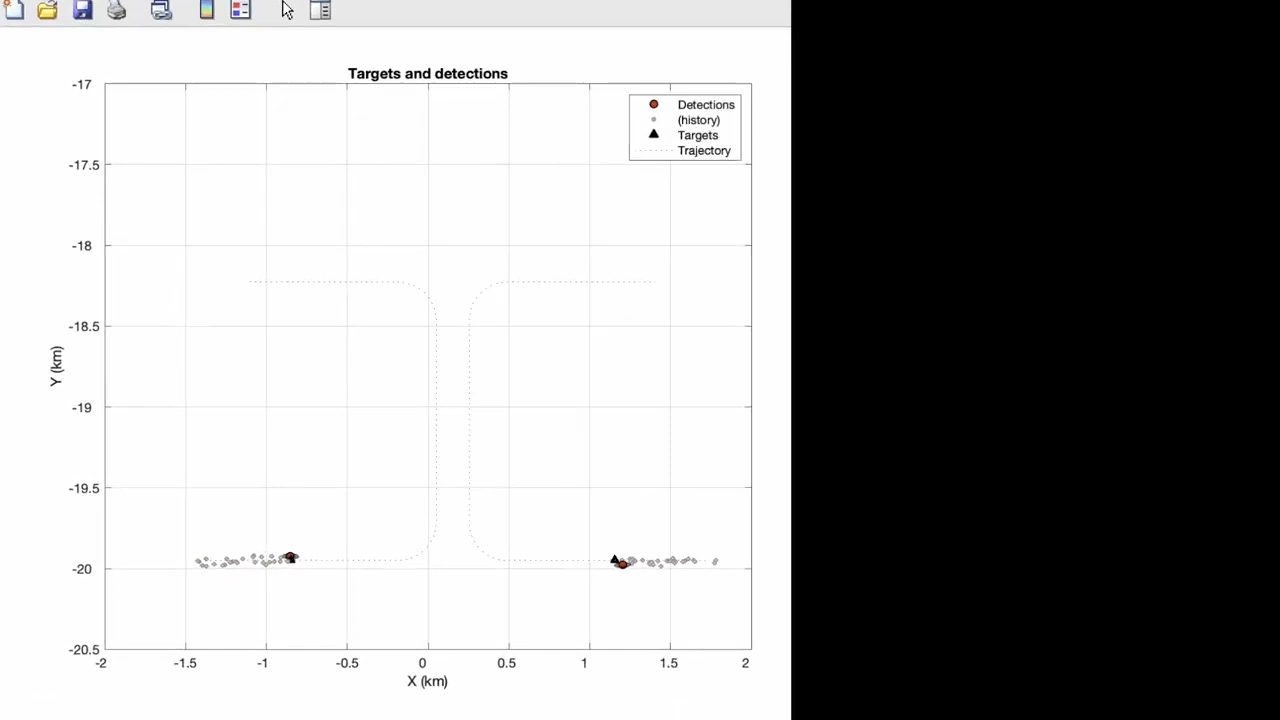 Targets and detections
Detections
(history)
Targets
Trajectory
-17
-17.5
-18
-18.5
-19
-19.5
-20
-20.5
Y (km)
-2
-1.5
-1
-0.5
0
0.5
1
1.5
2
X (km)